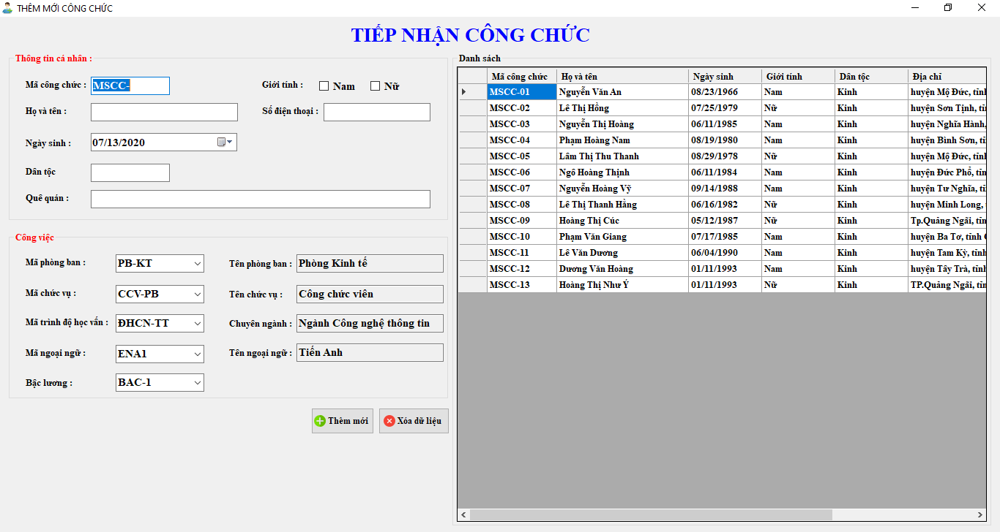 THÊM MỚI CÔNG CHỨC
TIẾP NHẬN CÔNG CHỨC
Thông tin cá nhân :
Mã công chức : MSCC- Giới tính : Nam Nữ
Họ và tên : Số điện thoại :
Ngày sinh : 07/13/2020
Dân tộc
Quê quán :
Công việc
Mã phòng ban : PB-KT Tên phòng ban : Phòng Kinh tế
Mã chức vụ : CCV-PB Tên chức vụ : Công chức viên
Mã trình độ học vấn : ĐHCN-TT Chuyên ngành : Ngành Công nghệ thông tin
Mã ngoại ngữ : ENA1 Tên ngoại ngữ : Tiến Anh
Bậc lương : BAC-1
Thêm mới Xóa dữ liệu
Danh sách
Mã công chức Họ và tên Ngày sinh Giới tính Dân tộc Địa chỉ
MSCC-01 Nguyễn Văn An 08/23/1966 Nam Kinh huyện Mộ Đức, tỉnh
MSCC-02 Lê Thị Hồng 07/25/1979 Nữ Kinh huyện Sơn Tịnh, tỉ
MSCC-03 Nguyễn Thị Hoàng 06/11/1985 Nam Kinh huyện Nghĩa Hành,
MSCC-04 Phạm Hoàng Nam 08/19/1980 Nam Kinh huyện Bình Sơn, tỉ
MSCC-05 Lâm Thị Thu Thanh 08/29/1978 Nữ Kinh huyện Mộ Đức, tỉnh
MSCC-06 Ngô Hoàng Thịnh 06/11/1984 Nam Kinh huyện Đức Phổ, tỉn
MSCC-07 Nguyễn Hoàng Vỹ 09/14/1988 Nam Kinh huyện Tư Nghĩa, tỉ
MSCC-08 Lê Thị Thanh Hằng 06/16/1982 Nữ Kinh huyện Minh Long, t
MSCC-09 Hoàng Thị Cúc 05/12/1987 Nữ Kinh Tp.Quảng Ngãi, tỉn
MSCC-10 Phạm Văn Giang 07/17/1985 Nam Kinh huyện Ba Tơ, tỉnh
MSCC-11 Lê Văn Dương 06/04/1990 Nam Kinh huyện Tam Kỳ, tỉnh
MSCC-12 Dương Văn Hoàng 01/11/1993 Nam Kinh huyện Tây Trà, tỉnh
MSCC-13 Hoàng Thị Như Ý 01/11/1993 Nữ Kinh TP.Quảng Ngãi, tỉn